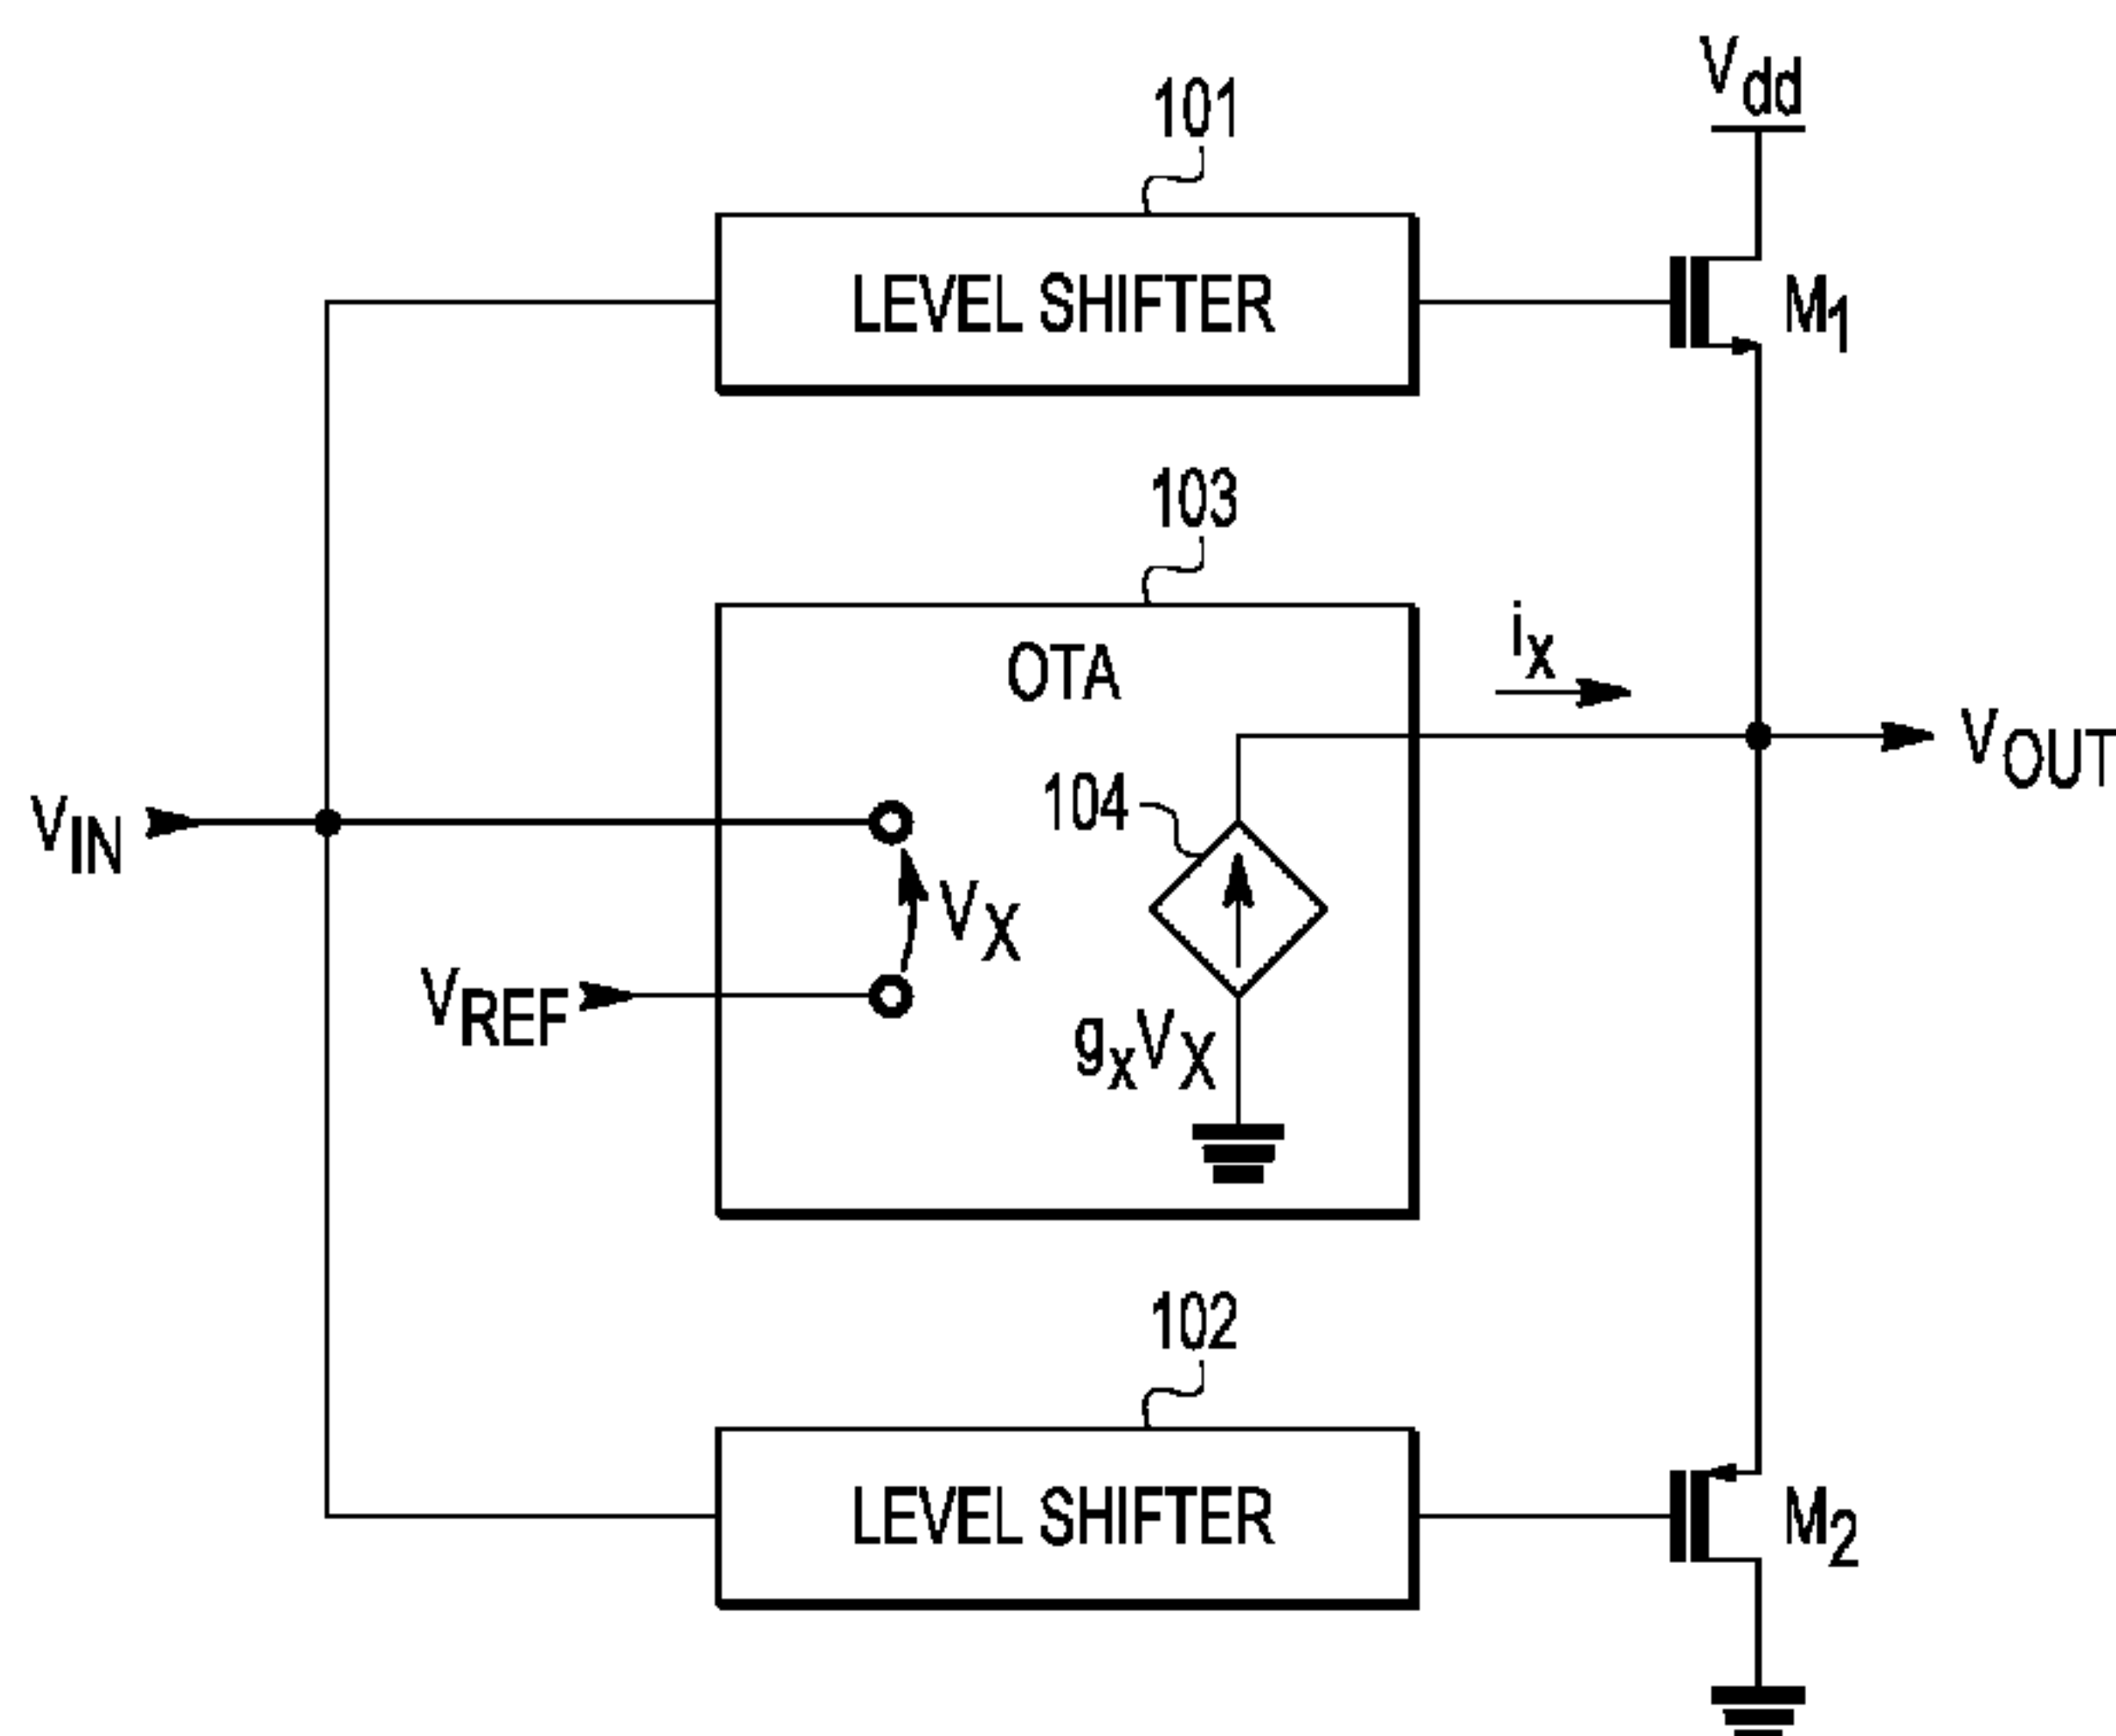 Vdd
101
LEVEL SHIFTER
M1
103
OTA
ix
VOUT
104
VIN
VX
VREF
gxVX
102
LEVEL SHIFTER
M2